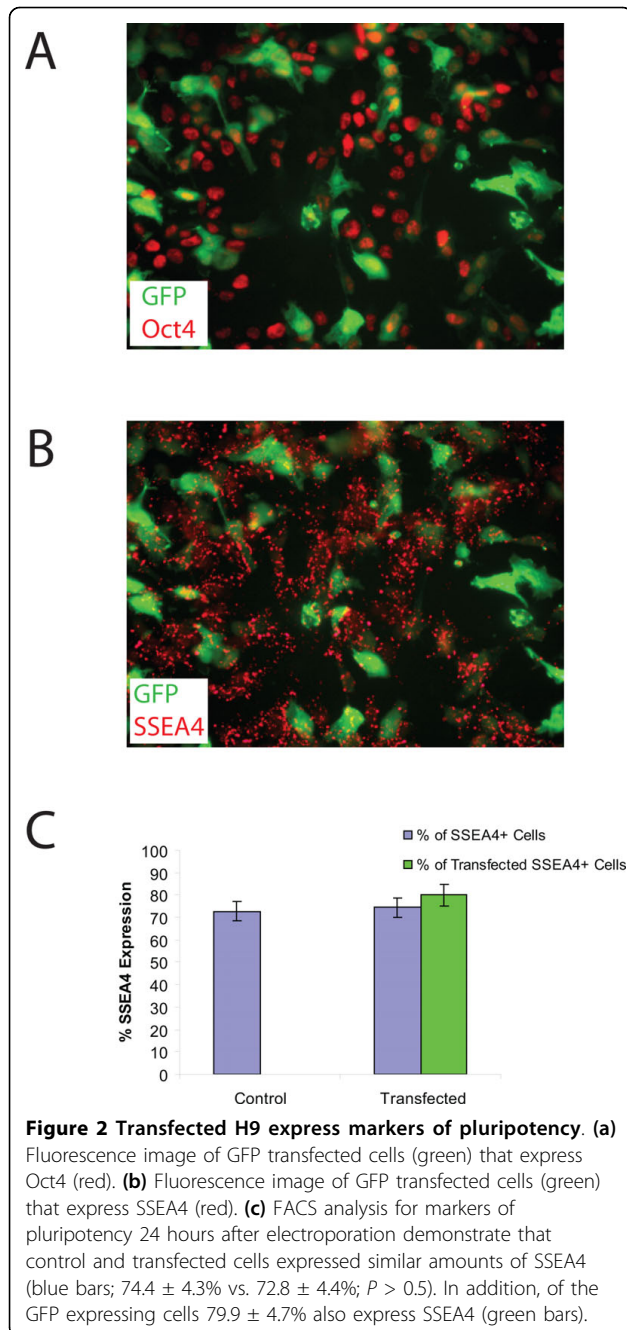 A
GFP
Oct4
B
GFP
SSEA4
C
% of SSEA4+ Cells
% of Transfected SSEA4+ Cells
% SSEA4 Expression
100
90
80
70
60
50
40
30
20
10
0
Control
Transfected
Figure 2 Transfected H9 express markers of pluripotency. (a)
Fluorescence image of GFP transfected cells (green) that express
Oct4 (red). (b) Fluorescence image of GFP transfected cells (green)
that express SSEA4 (red). (c) FACS analysis for markers of
pluripotency 24 hours after electroporation demonstrate that
control and transfected cells expressed similar amounts of SSEA4
(blue bars; 74.4 ± 4.3% vs. 72.8 ± 4.4%; P > 0.5). In addition, of the
GFP expressing cells 79.9 ± 4.7% also express SSEA4 (green bars).